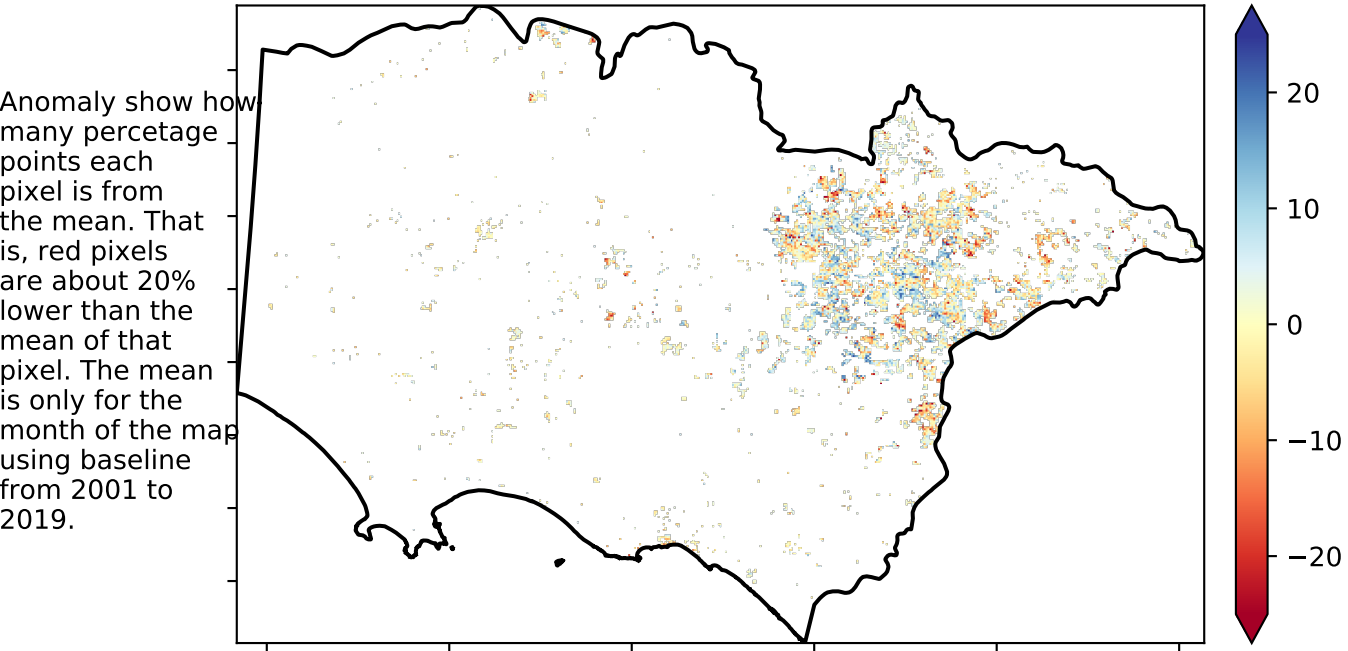 Anomaly show how
many percetage
points each
pixel is from
the mean. That
is, red pixels
are about 20%
lower than the
mean of that
pixel. The mean
is only for the
month of the map
using baseline
from 2001 to
2019.
20
10
0
−10
−20